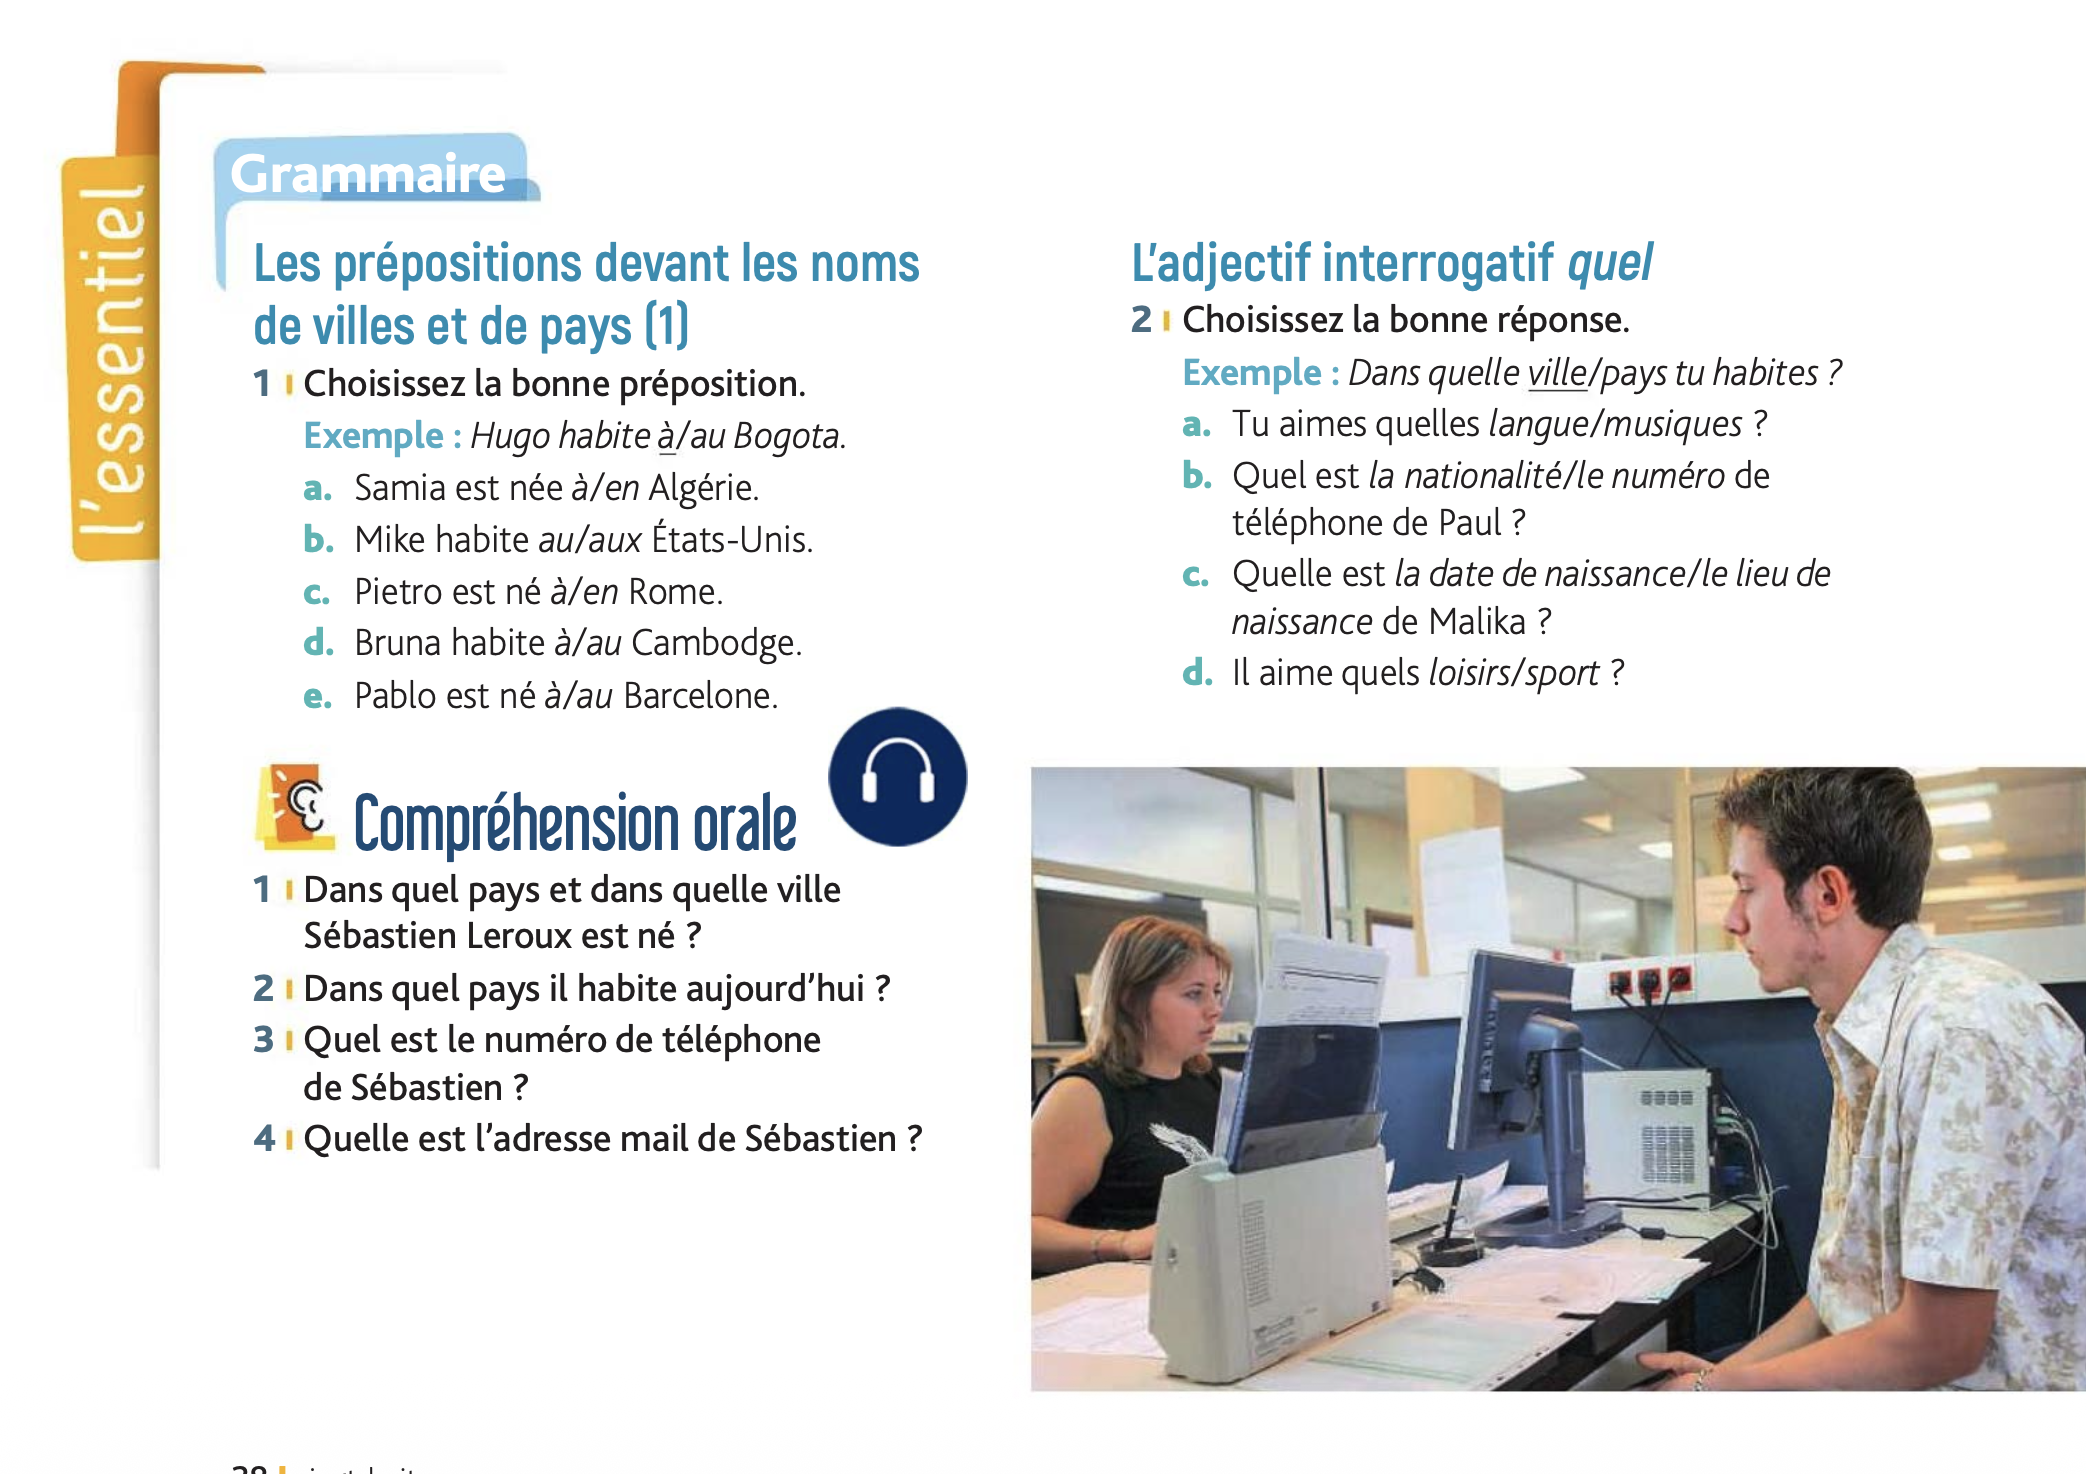 l'essentiel
Grammaire
Les prépositions devant les noms
de villes et de pays (1)
1 Choisissez la bonne préposition.
Exemple : Hugo habite à/au Bogota.
a. Samia est née à/en Algérie.
b. Mike habite au/aux États-Unis.
c. Pietro est né à/en Rome.
d. Bruna habite à/au Cambodge.
e. Pablo est né à/au Barcelone.
L'adjectif interrogatif quel
2 Choisissez la bonne réponse.
Exemple : Dans quelle ville/pays tu habites ?
a. Tu aimes quelles langue/musiques ?
b. Quel est la nationalité/le numéro de
téléphone de Paul ?
c. Quelle est la date de naissance/le lieu de
naissance de Malika ?
d. Il aime quels loisirs/sport ?
Compréhension orale
1 Dans quel pays et dans quelle ville
Sébastien Leroux est né ?
2 Dans quel pays il habite aujourd'hui ?
3 Quel est le numéro de téléphone
de Sébastien ?
4 Quelle est l'adresse mail de Sébastien ?